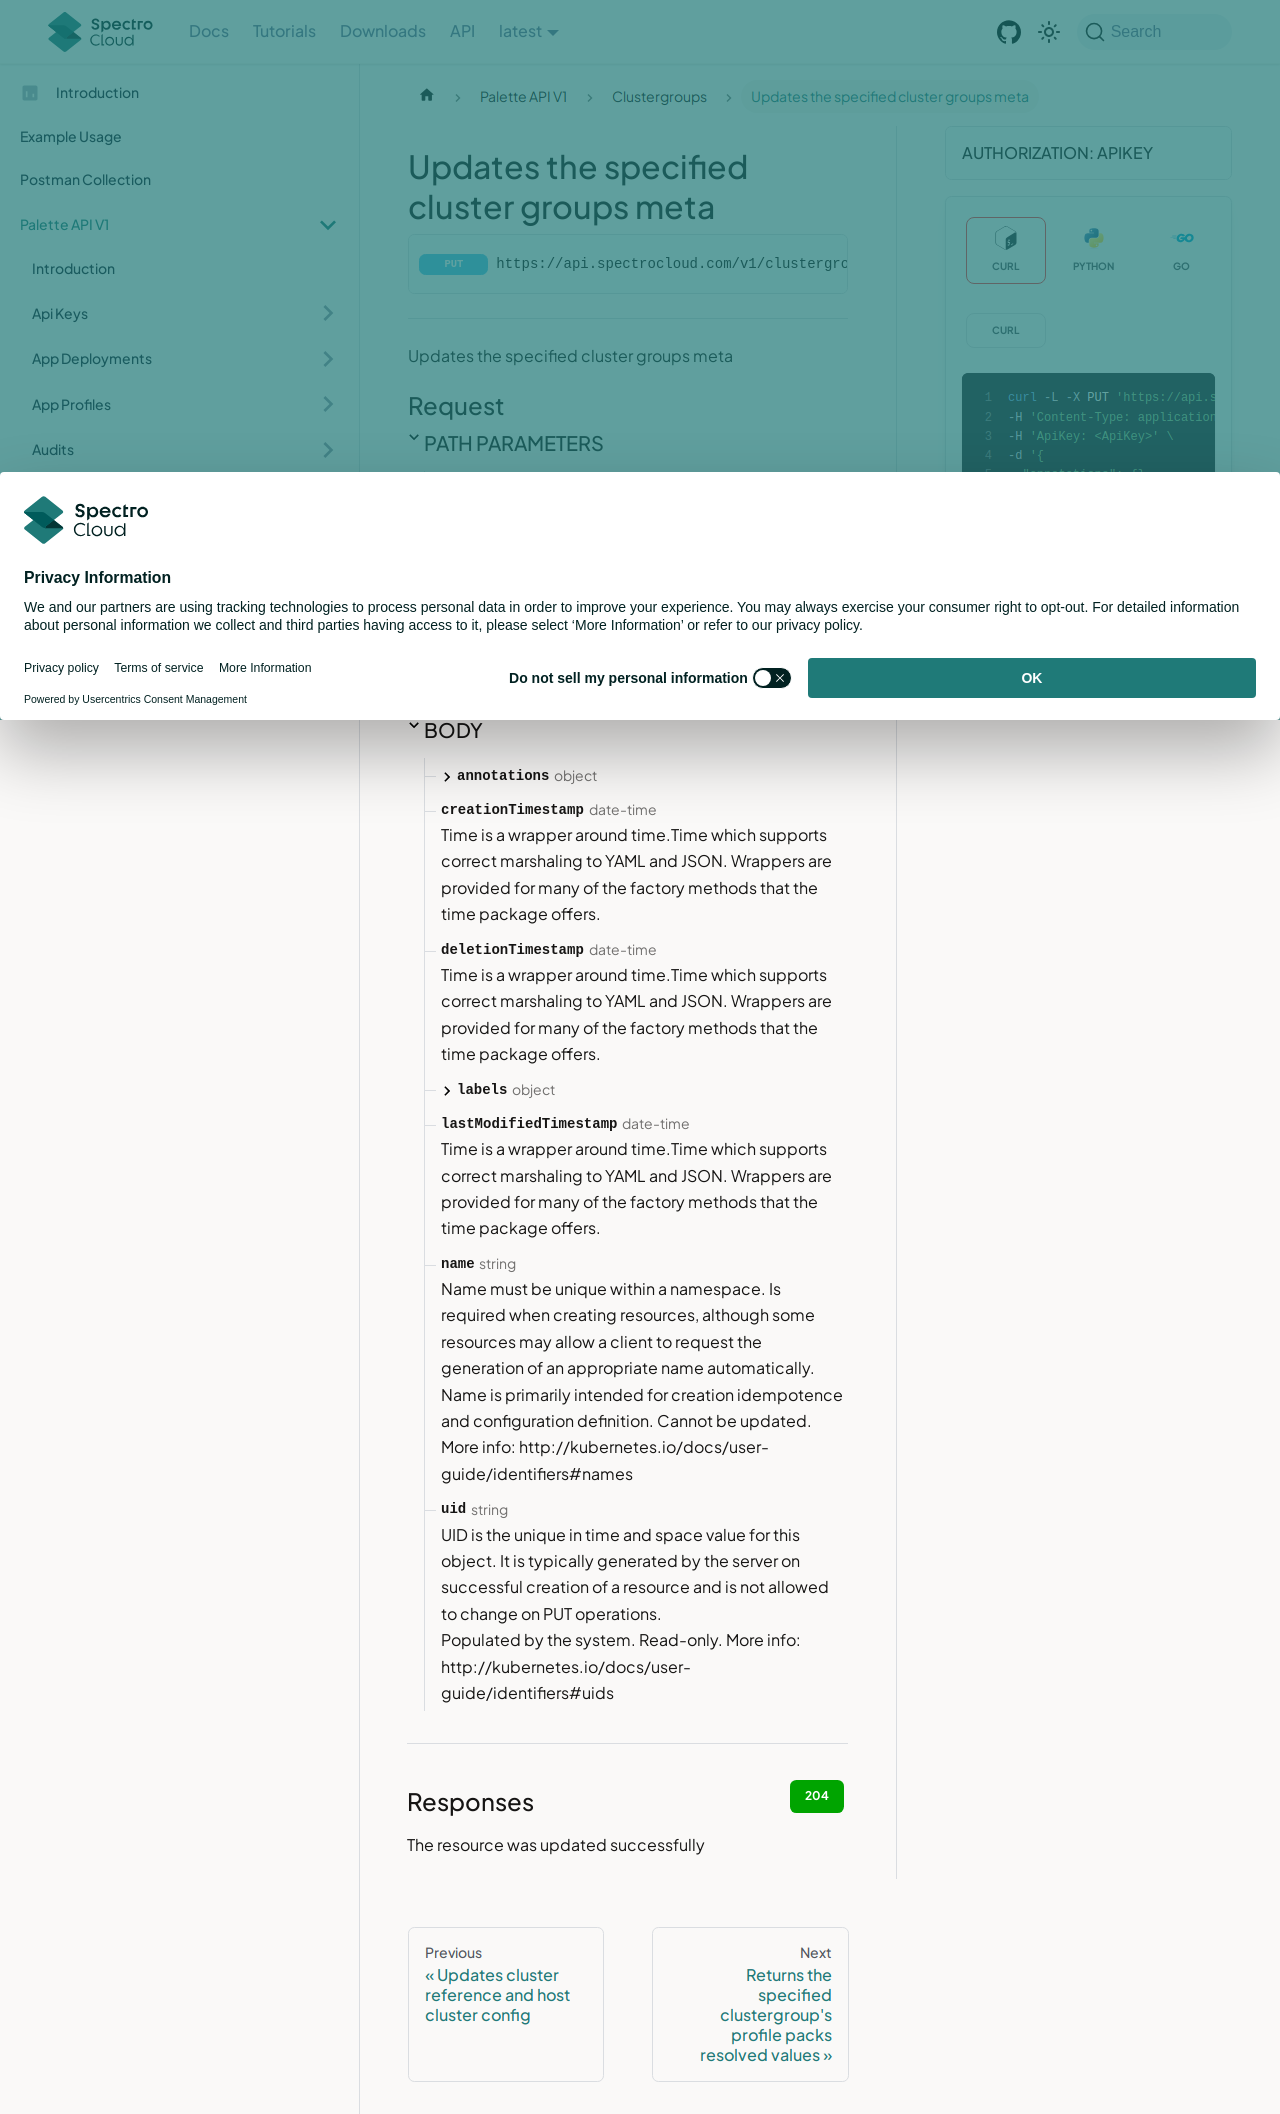 Spectro Cloud
Docs
Tutorials
Downloads
API
latest
Search
Introduction
Example Usage
Postman Collection
Palette API V1
Introduction
Api Keys
App Deployments
App Profiles
Audits
Palette API V1
Clustergroups
Updates the specified cluster groups meta
Updates the specified
cluster groups meta
PUT https://api.spectrocloud.com/v1/clustergro
Updates the specified cluster groups meta
Request
PATH PARAMETERS
AUTHORIZATION: APIKEY
CURL
PYTHON
GO
CURL
1 curl -L -X PUT 'https://api.s
2 -H 'Content-Type: application
3 -H 'ApiKey: <ApiKey>' \
4 -d '{
Spectro
Cloud
Privacy Information
We and our partners are using tracking technologies to process personal data in order to improve your experience. You may always exercise your consumer right to opt-out. For detailed information
about personal information we collect and third parties having access to it, please select ‘More Information’ or refer to our privacy policy.
Privacy policy
Terms of service
More Information
Powered by Usercentrics Consent Management
Do not sell my personal information
OK
BODY
annotations object
creationTimestamp date-time
Time is a wrapper around time.Time which supports
correct marshaling to YAML and JSON. Wrappers are
provided for many of the factory methods that the
time package offers.
deletionTimestamp date-time
Time is a wrapper around time.Time which supports
correct marshaling to YAML and JSON. Wrappers are
provided for many of the factory methods that the
time package offers.
labels object
lastModifiedTimestamp date-time
Time is a wrapper around time.Time which supports
correct marshaling to YAML and JSON. Wrappers are
provided for many of the factory methods that the
time package offers.
name string
Name must be unique within a namespace. Is
required when creating resources, although some
resources may allow a client to request the
generation of an appropriate name automatically.
Name is primarily intended for creation idempotence
and configuration definition. Cannot be updated.
More info: http://kubernetes.io/docs/user-
guide/identifiers#names
uid string
UID is the unique in time and space value for this
object. It is typically generated by the server on
successful creation of a resource and is not allowed
to change on PUT operations.
Populated by the system. Read-only. More info:
http://kubernetes.io/docs/user-
guide/identifiers#uids
Responses
204
The resource was updated successfully
Previous
« Updates cluster
reference and host
cluster config
Next
Returns the
specified
clustergroup's
profile packs
resolved values »